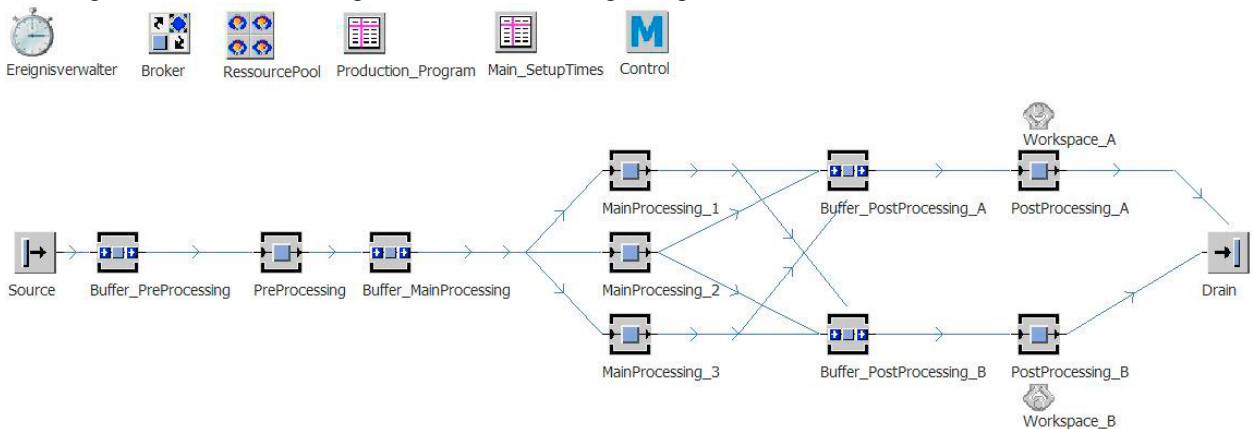 Ereignisverwalter Broker RessourcePool Production_Program Main_SetupTimes Control
M
Workspace_A
MainProcessing_1 Buffer_PostProcessing_A PostProcessing_A
Source Buffer_PreProcessing PreProcessing Buffer_MainProcessing MainProcessing_2 Drain
MainProcessing_3 Buffer_PostProcessing_B PostProcessing_B
Workspace_B